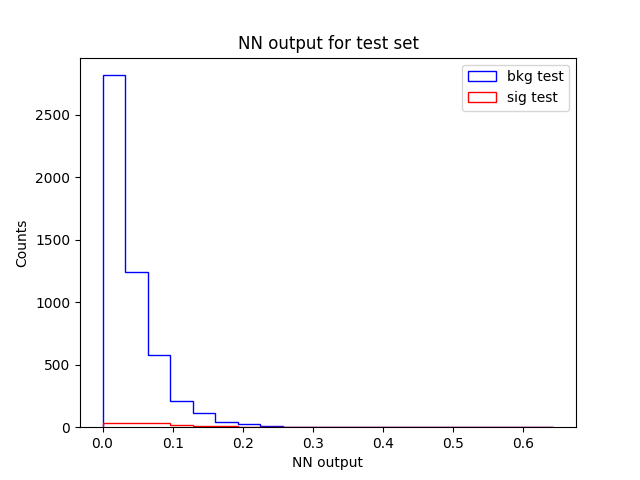 NN output for test set
bkg test
sig test
Counts
2500
2000
1500
1000
500
0
0.0 0.1 0.2 0.3 0.4 0.5 0.6
NN output